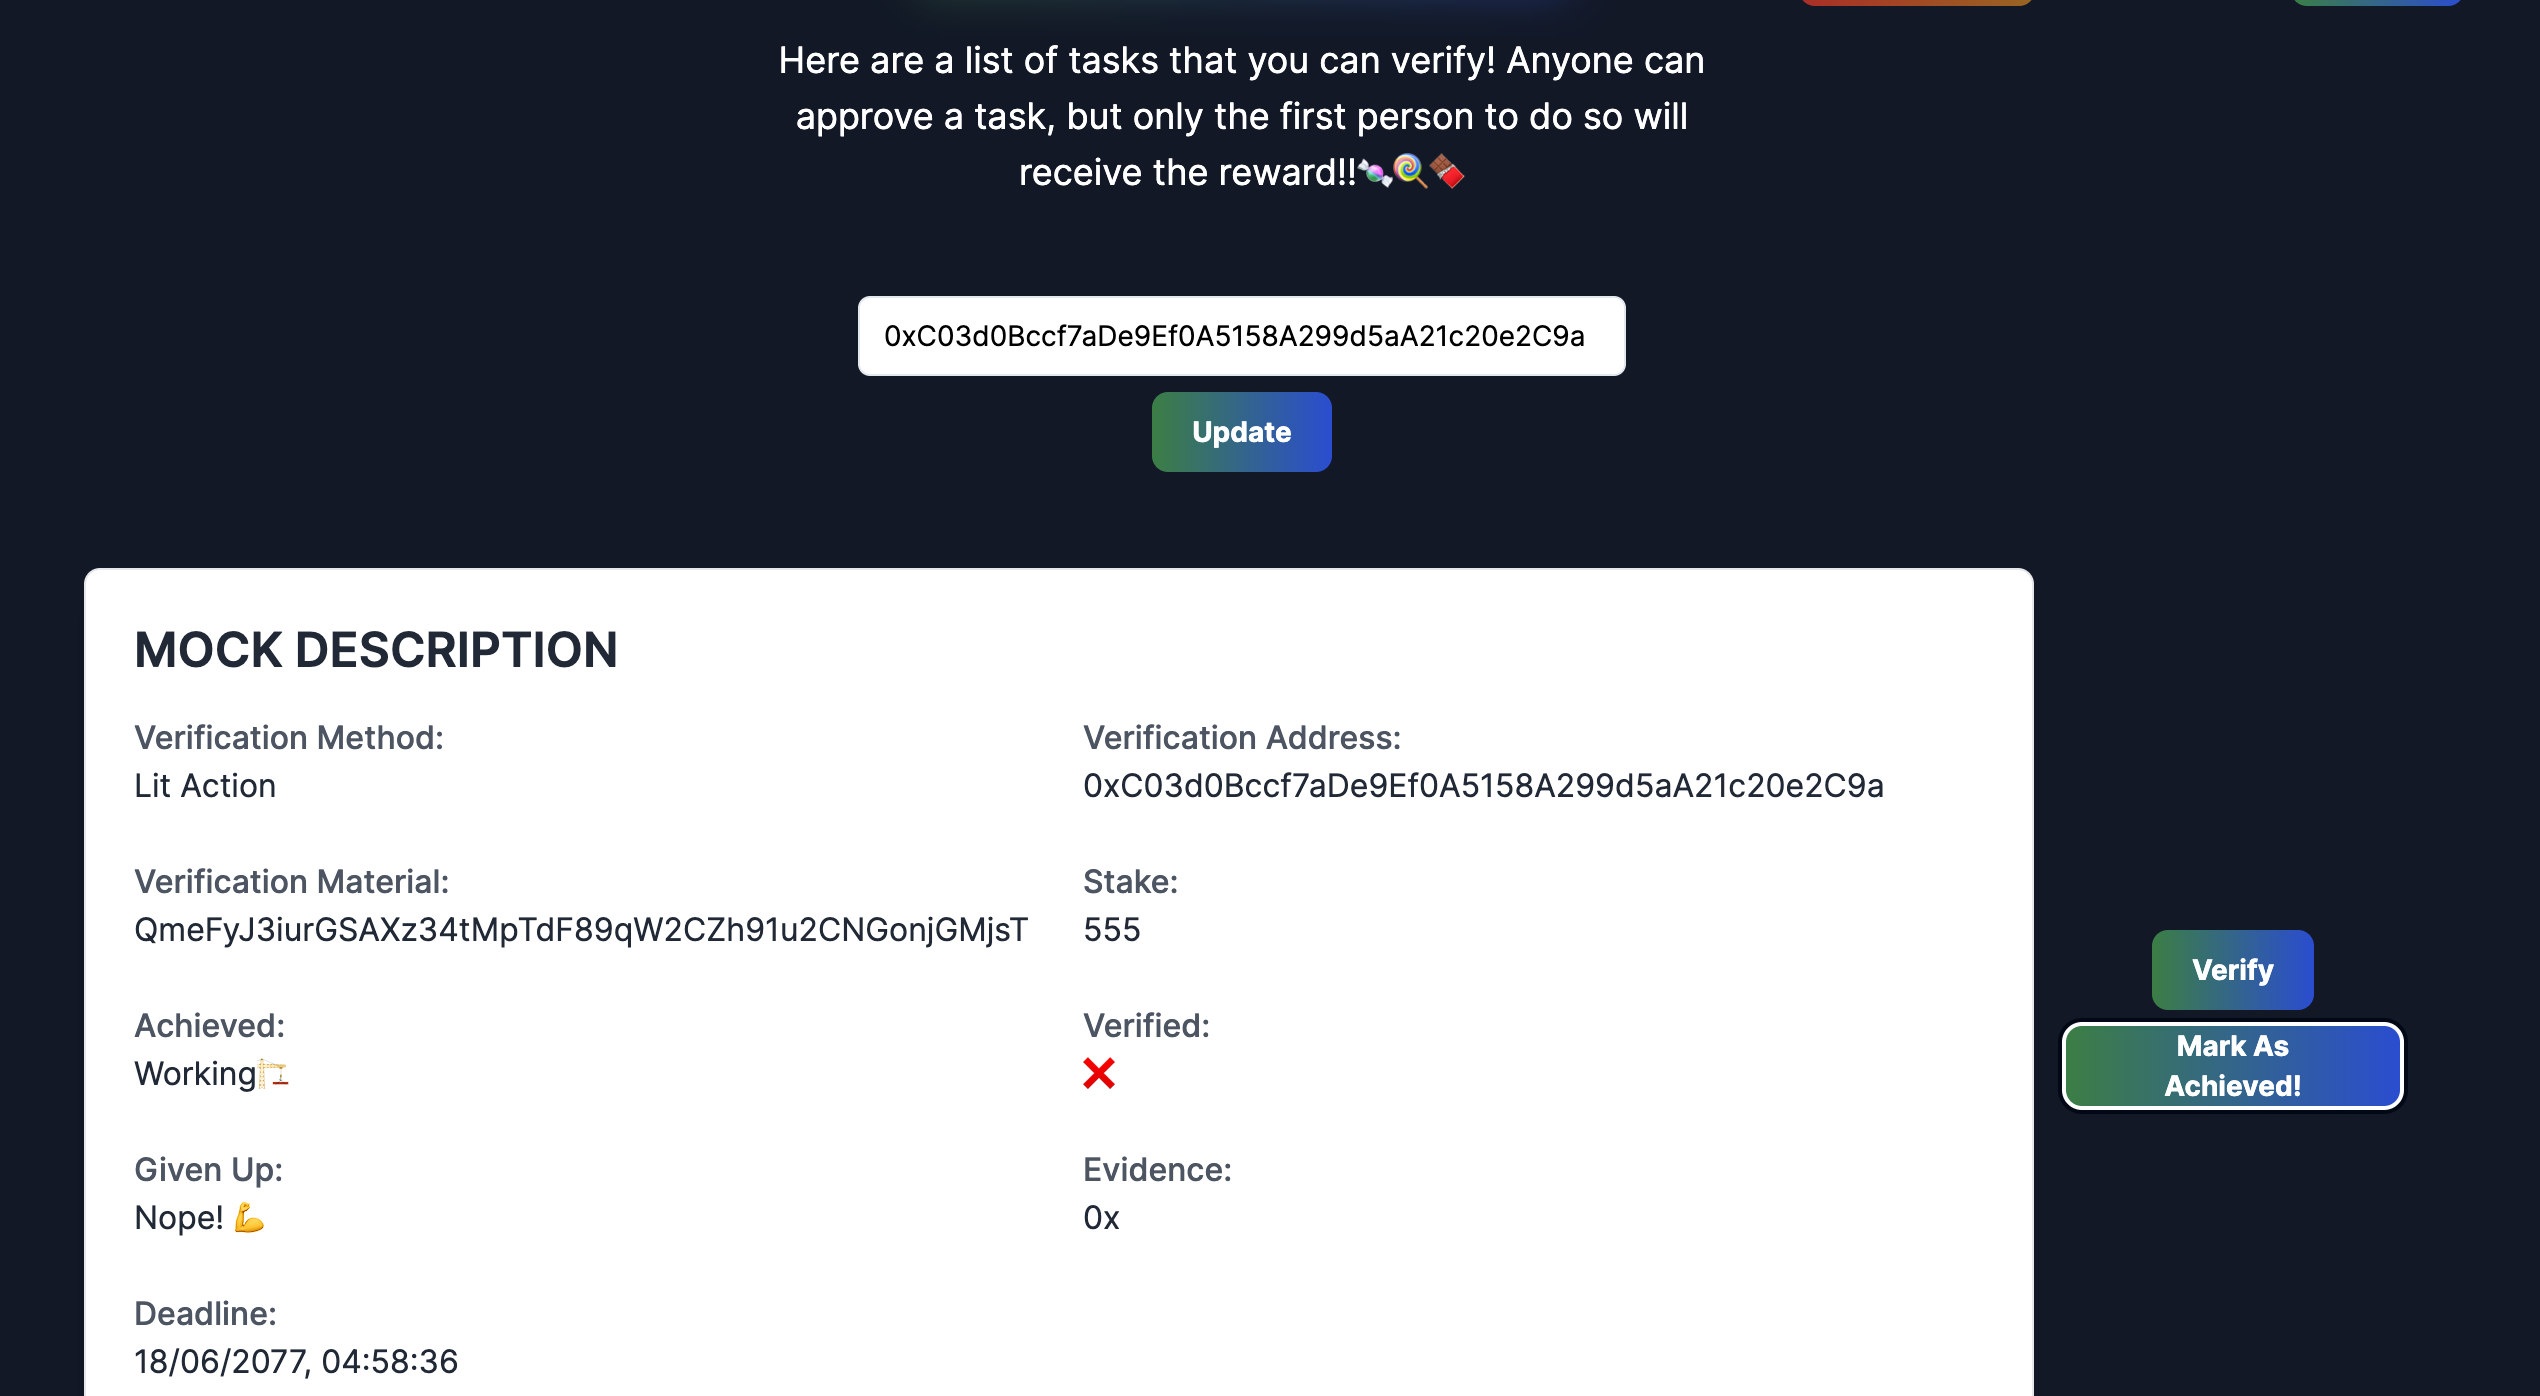 Here are a list of tasks that you can verify! Anyone can
approve a task, but only the first person to do so will
receive the reward!!🍬🍭🍫
0xC03d0Bccf7aDe9Ef0A5158A299d5aA21c20e2C9a
Update
MOCK DESCRIPTION
Verification Method:
Lit Action
Verification Address:
0xC03d0Bccf7aDe9Ef0A5158A299d5aA21c20e2C9a
Verification Material:
QmeFyJ3iurGSAXz34tMpTdF89qW2CZh91u2CNGonjGMjsT
Stake:
555
Achieved:
Working🏗️
Verified:
❌
Given Up:
Nope! 💪
Evidence:
0x
Deadline:
18/06/2077, 04:58:36
Verify
Mark As
Achieved!